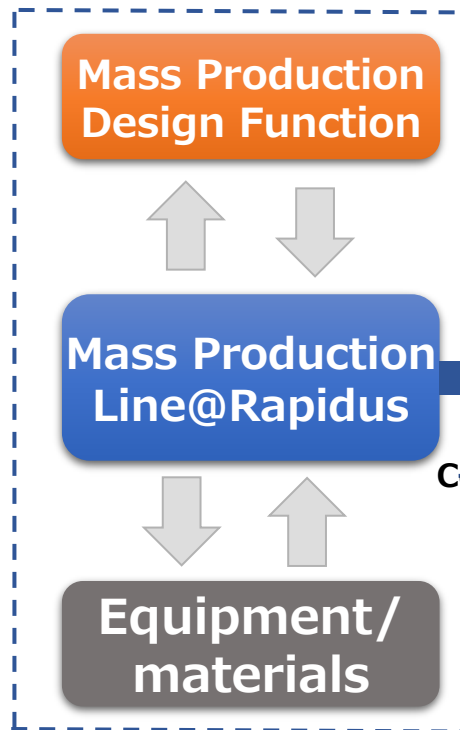 Mass Production
Design Function
Mass Production
Line@Rapidus
Equipment/
materials